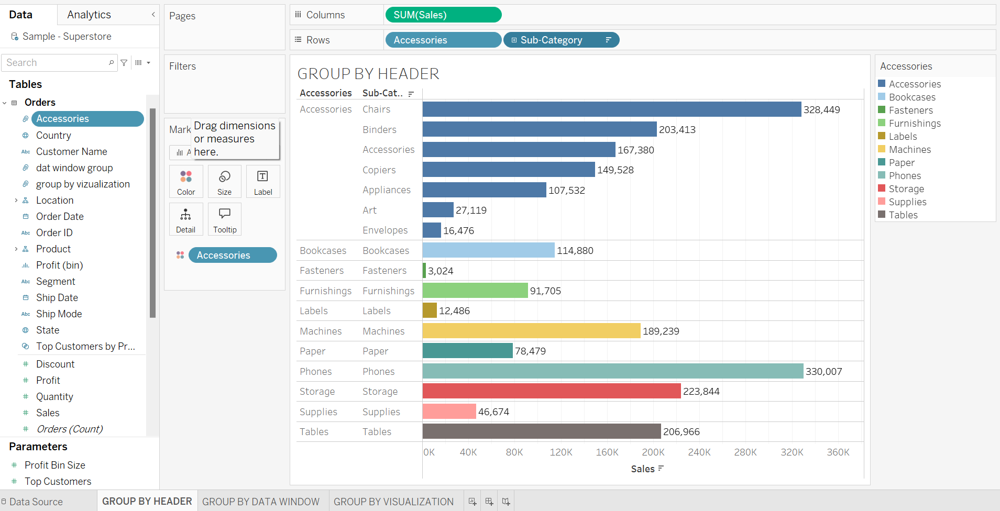 Data
Analytics
Sample - Superstore
Search
Tables
Orders
Accessories
Country
Abc Customer Name
dat window group
group by vizualization
Location
Order Date
Abc Order ID
Product
Profit (bin)
Abc Segment
Ship Date
Abc Ship Mode
State
Top Customers by Pr...
# Discount
# Profit
# Quantity
# Sales
# Orders (Count)
Parameters
# Profit Bin Size
# Top Customers
Pages
Filters
Mark
Drag dimensions
or measures
here.
A
Color
Size
Label
Detail
Tooltip
Accessories
Columns
SUM(Sales)
Rows
Accessories
Sub-Category
GROUP BY HEADER
Accessories Sub-Cat..
Accessories Chairs 328,449
Binders 203,413
Accessories 167,380
Copiers 149,528
Appliances 107,532
Art 27,119
Envelopes 16,476
Bookcases Bookcases 114,880
Fasteners Fasteners 3,024
Furnishings Furnishings 91,705
Labels Labels 12,486
Machines Machines 189,239
Paper Paper 78,479
Phones Phones 330,007
Storage Storage 223,844
Supplies Supplies 46,674
Tables Tables 206,966
0K 40K 80K 120K 160K 200K 240K 280K 320K 360K
Sales
Accessories
Accessories
Bookcases
Fasteners
Furnishings
Labels
Machines
Paper
Phones
Storage
Supplies
Tables
Data Source
GROUP BY HEADER
GROUP BY DATA WINDOW
GROUP BY VISUALIZATION